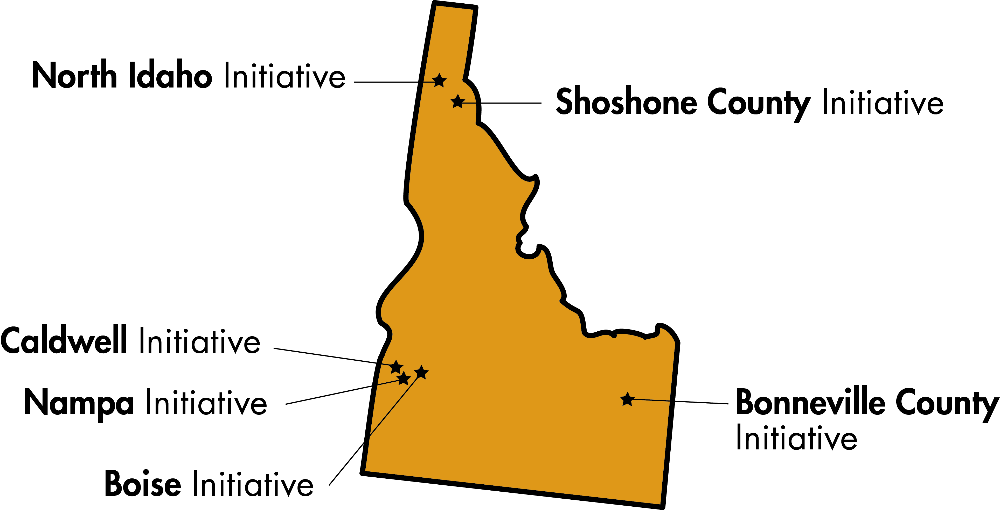 North Idaho Initiative
Shoshone County Initiative
Caldwell Initiative
Nampa Initiative
Boise Initiative
Bonneville County
Initiative